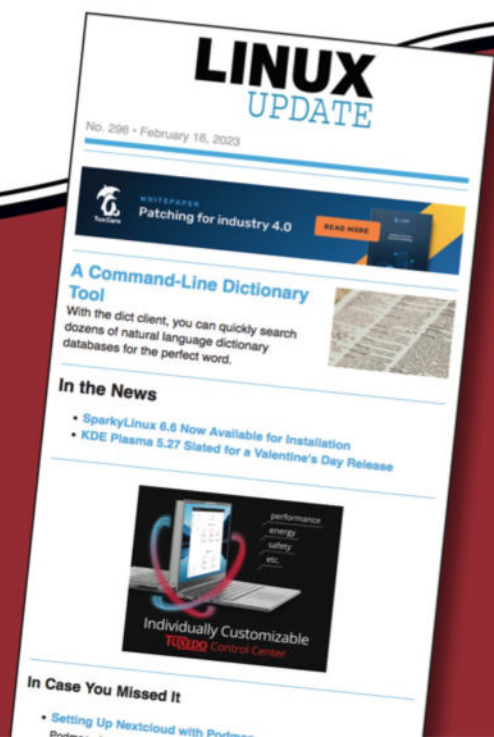 LINUX
UPDATE
No. 296 • February 16, 2023
TuxCare
WHITEPAPER
Patching for industry 4.0
READ MORE
A Command-Line Dictionary
Tool
With the dict client, you can quickly search
dozens of natural language dictionary
databases for the perfect word.
In the News
• SparkyLinux 6.6 Now Available for Installation
• KDE Plasma 5.27 Slated for a Valentine's Day Release
performance
energy
safety
etc.
Individually Customizable
TUXEDO Control Center
In Case You Missed It
• Setting Up Nextcloud with